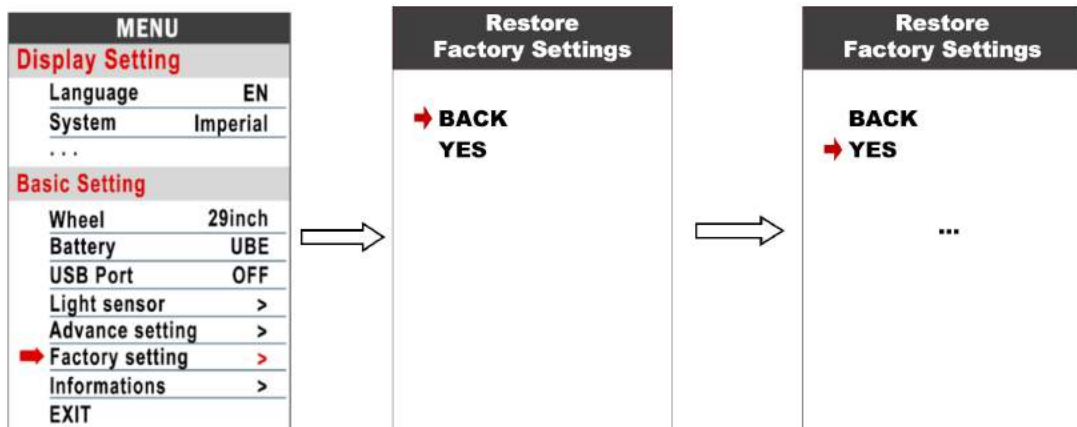 MENU
Display Setting
Language EN
System Imperial
...
Basic Setting
Wheel 29inch
Battery UBE
USB Port OFF
Light sensor >
Advance setting >
Factory setting >
Informations >
EXIT
Restore
Factory Settings
BACK
YES
Restore
Factory Settings
BACK
YES
...